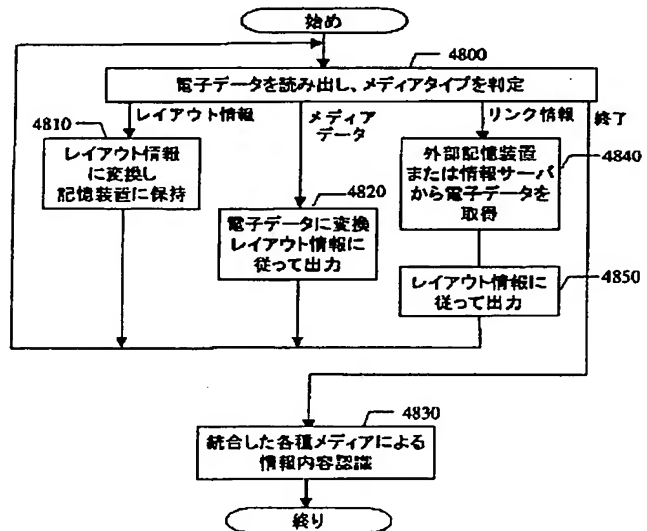 始め
4800
電子データを読み出し、メディアタイプを判定
レイアウト情報
メディア
データ
リンク情報
終了
4810
レイアウト情報
に変換し
記憶装置に保持
4820
電子データに変換
レイアウト情報に
従って出力
外部記憶装置
または情報サーバ
から電子データを
取得
4840
レイアウト情報に
従って出力
4850
4830
統合した各種メディアによる
情報内容認識
終り